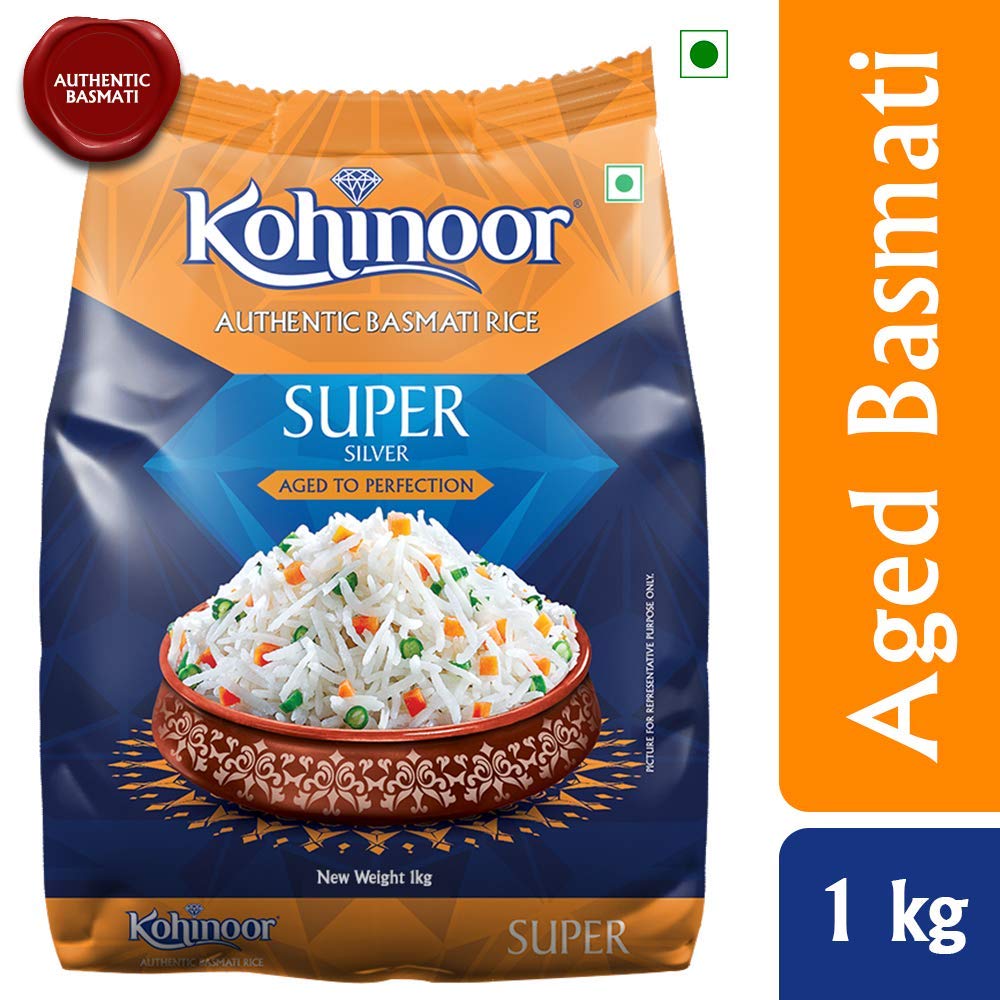 AUTHENTIC
BASMATI
Kohinoor®
AUTHENTIC BASMATI RICE
SUPER
SILVER
AGED TO PERFECTION
PICTURE FOR REPRESENTATIVE PURPOSE ONLY.
New Weight 1kg
Kohinoor
AUTHENTIC BASMATI RICE
SUPER
Aged Basmati
1 kg